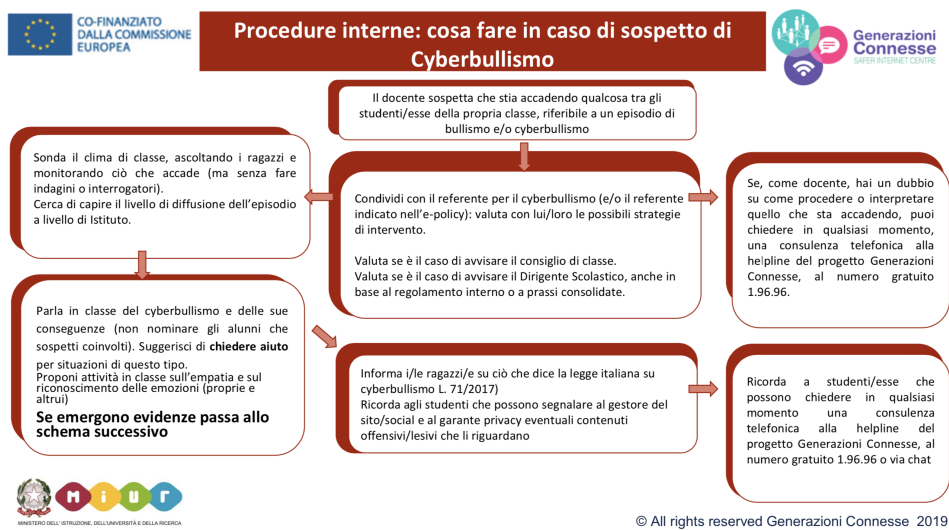 CO-FINANZIATO
DALLA COMMISSIONE
EUROPEA
Procedure interne: cosa fare in caso di sospetto di
Cyberbullismo
Generazioni
Connesse
SAFER INTERNET CENTRE
Il docente sospetta che stia accadendo qualcosa tra gli
studenti/esse della propria classe, riferibile a un episodio di
bullismo e/o cyberbullismo
Sonda il clima di classe, ascoltando i ragazzi e
monitorando ciò che accade (ma senza fare
indagini o interrogatori).
Cerca di capire il livello di diffusione dell'episodio
a livello di Istituto.
Condividi con il referente per il cyberbullismo (e/o il referente
indicato nell'e-policy): valuta con lui/loro le possibili strategie
di intervento.
Valuta se è il caso di avvisare il consiglio di classe.
Valuta se è il caso di avvisare il Dirigente Scolastico, anche in
base al regolamento interno o a prassi consolidate.
Se, come docente, hai un dubbio
su come procedere o interpretare
quello che sta accadendo, puoi
chiedere in qualsiasi momento,
una consulenza telefonica alla
helpline del progetto Generazioni
Connesse, al numero gratuito
1.96.96.
Parla in classe del cyberbullismo e delle sue
conseguenze (non nominare gli alunni che
sospetti coinvolti). Suggerisci di chiedere aiuto
per situazioni di questo tipo.
Proponi attività in classe sull'empatia e sul
riconoscimento delle emozioni (proprie e
altrui)
Se emergono evidenze passa allo
schema successivo
Informa i/le ragazzi/e su ciò che dice la legge italiana su
cyberbullismo L. 71/2017)
Ricorda agli studenti che possono segnalare al gestore del
sito/social e al garante privacy eventuali contenuti
offensivi/lesivi che li riguardano
Ricorda a studenti/esse che
possono chiedere in qualsiasi
momento una consulenza
telefonica alla helpline del
progetto Generazioni Connesse, al
numero gratuito 1.96.96 o via chat
M i U r
MINISTERO DELL' ISTRUZIONE, DELL'UNIVERSITÀ E DELLA RICERCA
© All rights reserved Generazioni Connesse 2019